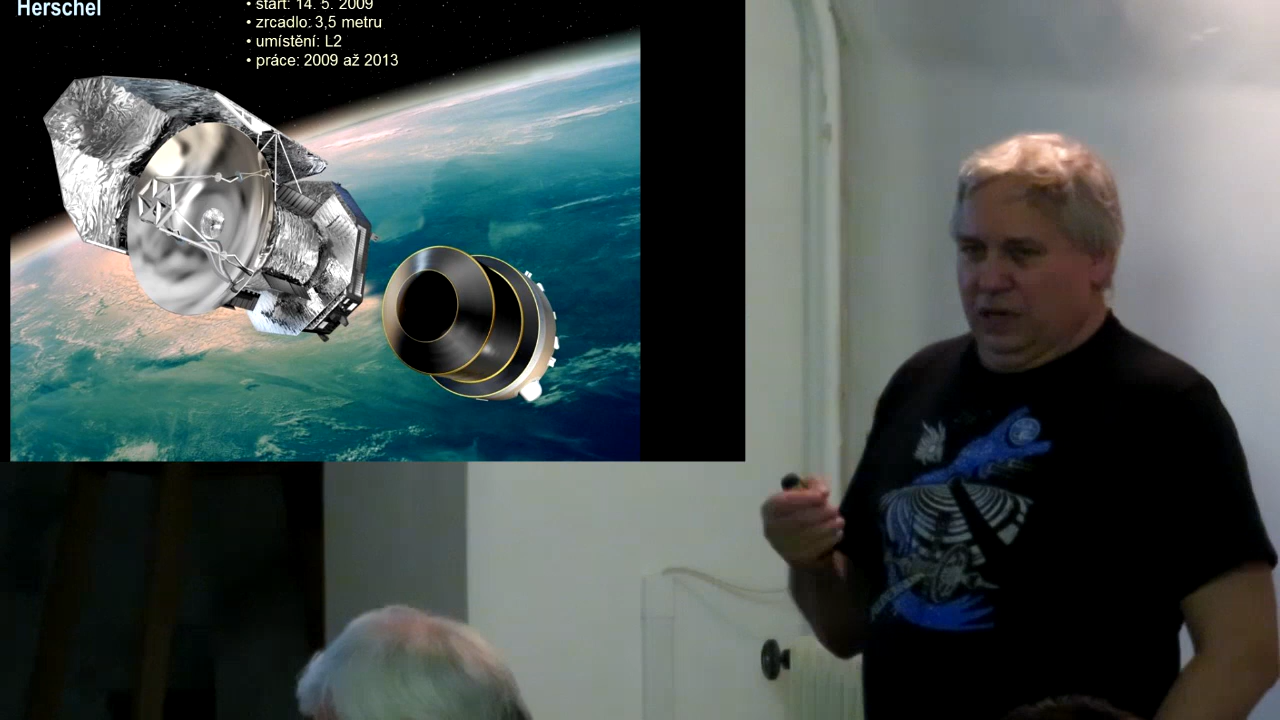 Herschel
• start: 14. 5. 2009
• zrcadlo: 3,5 metru
• umístění: L2
• práce: 2009 až 2013